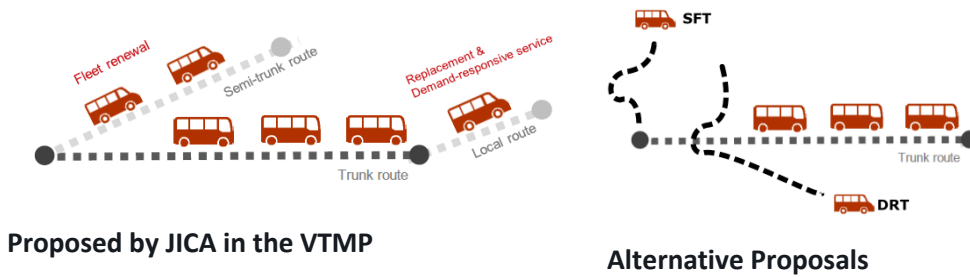 Fleet renewal
Semi-trunk route
Replacement &
Demand-responsive service
Local route
Trunk route
Proposed by JICA in the VTMP
SFT
Trunk route
DRT
Alternative Proposals